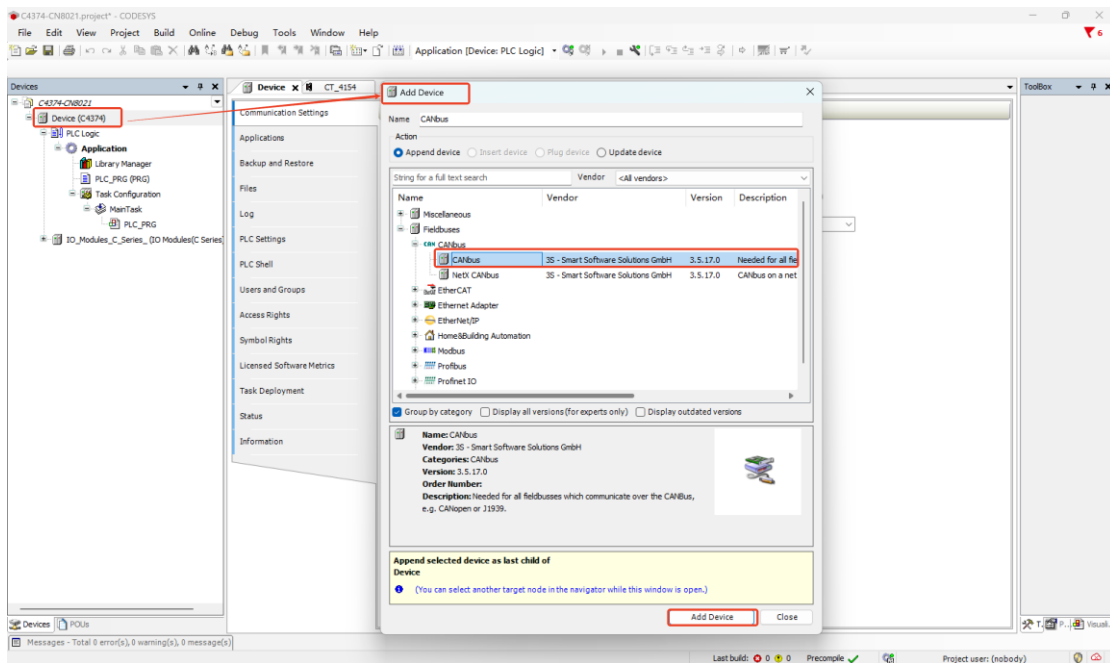 C4374-CN8021.project* - CODESYS
File Edit View Project Build Online Debug Tools Window Help
6
Application [Device: PLC Logic]
Devices
C4374-CN8021
Device (C4374)
PLC Logic
Application
Library Manager
PLC_PRG (PRG)
Task Configuration
MainTask
PLC_PRG
IO_Modules_C_Series_ (IO Modules(C Series
Device
CT_4154
Communication Settings
Applications
Backup and Restore
Files
Log
PLC Settings
PLC Shell
Users and Groups
Access Rights
Symbol Rights
Licensed Software Metrics
Task Deployment
Status
Information
Add Device
Name CANbus
Action
Append device Insert device Plug device Update device
String for a full text search Vendor <All vendors>
Name Vendor Version Description
Miscellaneous
Fieldbuses
CAN CANbus
CANbus 3S - Smart Software Solutions GmbH 3.5.17.0 Needed for all fie
NetX CANbus 3S - Smart Software Solutions GmbH 3.5.17.0 CANbus on a net
EtherCAT
Ethernet Adapter
EtherNet/IP
Home&Building Automation
Modbus
Profibus
Profinet IO
Group by category Display all versions (for experts only) Display outdated versions
Name: CANbus
Vendor: 3S - Smart Software Solutions GmbH
Categories: CANbus
Version: 3.5.17.0
Order Number:
Description: Needed for all fieldbusses which communicate over the CANBus,
e.g. CANopen or J1939.
Append selected device as last child of
Device
(You can select another target node in the navigator while this window is open.)
Add Device Close
ToolBox
Devices POUs
T. P... Visuali.
Messages - Total 0 error(s), 0 warning(s), 0 message(s)
Last build: 0 0 Precompile Project user: (nobody)